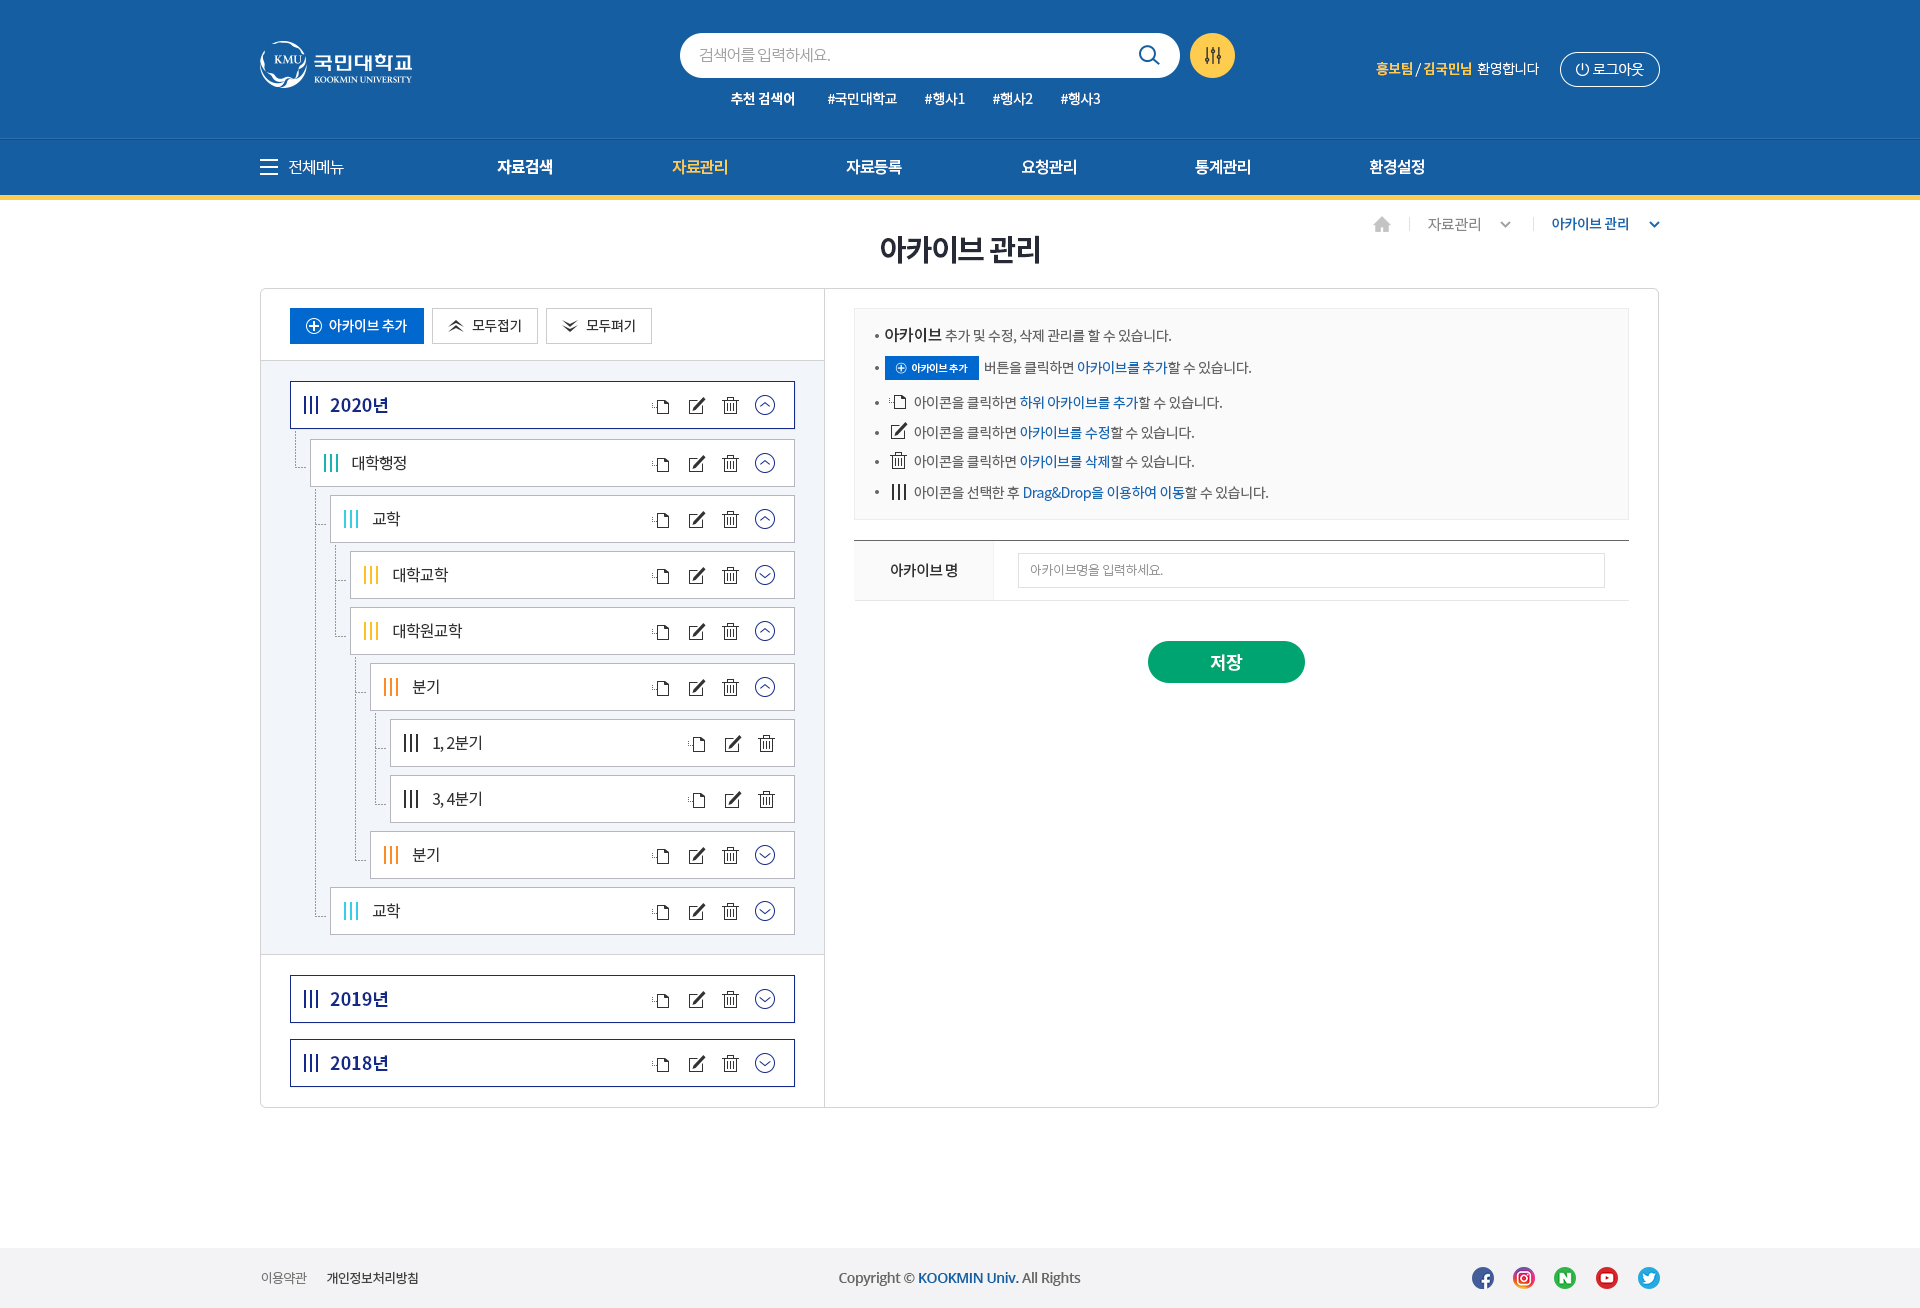 KMU 국민대학교
KOOKMIN UNIVERSITY
검색어를 입력하세요.
추천 검색어 #국민대학교 #행사1 #행사2 #행사3
홍보팀 / 김국민님 환영합니다 로그아웃
전체메뉴 자료검색 자료관리 자료등록 요청관리 통계관리 환경설정
자료관리 아카이브 관리
아카이브 관리
아카이브 추가 모두접기 모두펴기
2020년
대학행정
교학
대학교학
대학원교학
분기
1, 2분기
3, 4분기
분기
교학
2019년
2018년
• 아카이브 추가 및 수정, 삭제 관리를 할 수 있습니다.
• 아카이브 추가 버튼을 클릭하면 아카이브를 추가할 수 있습니다.
• 아이콘을 클릭하면 하위 아카이브를 추가할 수 있습니다.
• 아이콘을 클릭하면 아카이브를 수정할 수 있습니다.
• 아이콘을 클릭하면 아카이브를 삭제할 수 있습니다.
• 아이콘을 선택한 후 Drag&Drop을 이용하여 이동할 수 있습니다.
아카이브 명 아카이브명을 입력하세요.
저장
이용약관 개인정보처리방침 Copyright © KOOKMIN Univ. All Rights